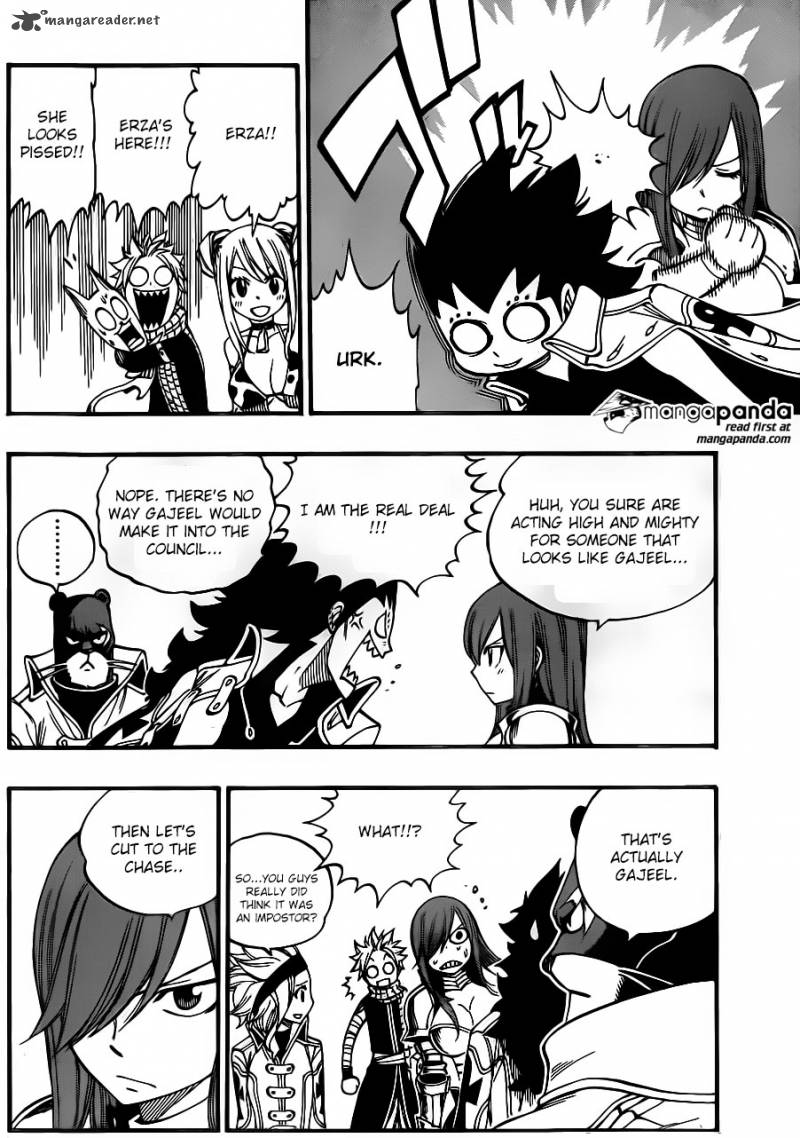 mangareader.net
URK.
ERZA!!
ERZA'S
HERE!!!
SHE
LOOKS
PISSED!!
mangapanda
read first at
mangapanda.com
HUH, YOU SURE ARE
ACTING HIGH AND MIGHTY
FOR SOMEONE THAT
LOOKS LIKE GAJEEL...
I AM THE REAL DEAL
!!!
NOPE. THERE'S NO
WAY GAJEEL WOULD
MAKE IT INTO THE
COUNCIL...
........
THAT'S
ACTUALLY
GAJEEL.
WHAT!!?
SO...YOU GUYS
REALLY DID
THINK IT WAS
AN IMPOSTOR?
THEN LET'S
CUT TO THE
CHASE..